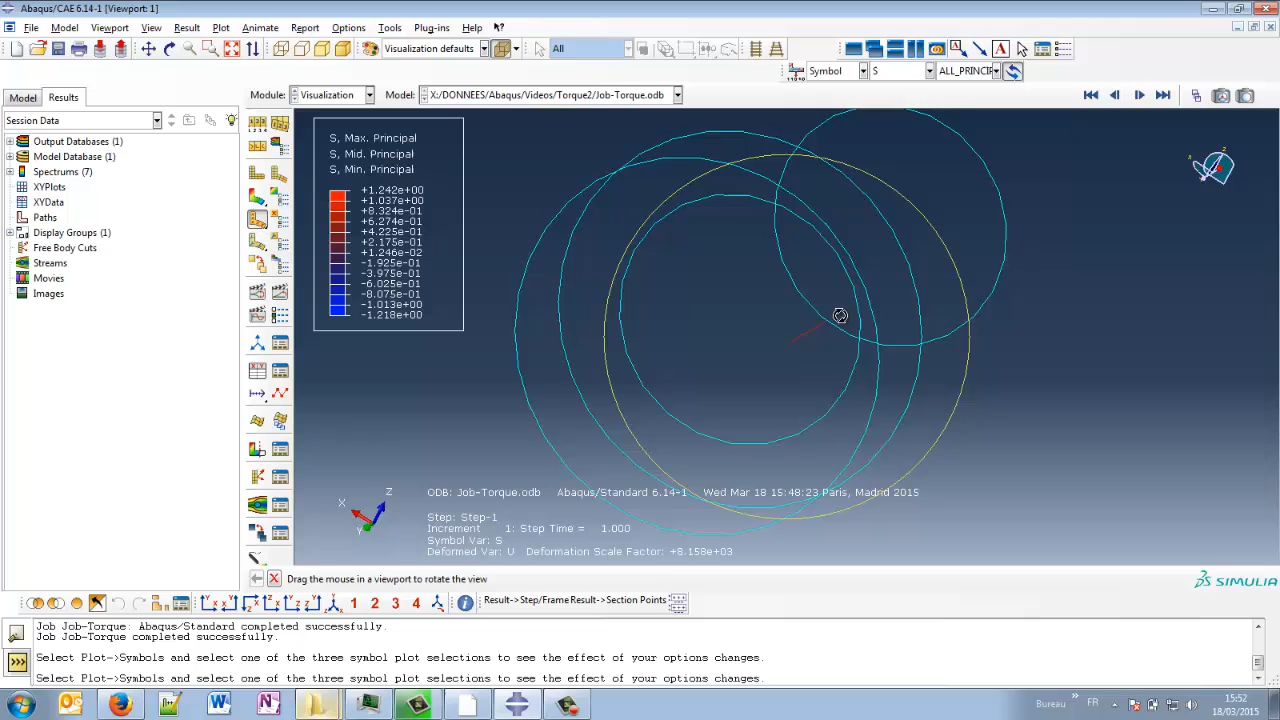 Abaqus/CAE 6.14-1 [Viewport: 1]
File Model Viewport View Result Plot Animate Report Options Tools Plug-ins Help
Visualization defaults
All
Symbol S ALL_PRINCIP
Model Results
Module: Visualization Model: X:/DONNEES/Abaqus/Videos/Torque2/Job-Torque.odb
Session Data
Output Databases (1)
Model Database (1)
Spectrums (7)
XYPlots
XYData
Paths
Display Groups (1)
Free Body Cuts
Streams
Movies
Images
S, Max. Principal
S, Mid. Principal
S, Min. Principal
+1.242e+00
+1.037e+00
+8.324e-01
+6.274e-01
+4.225e-01
+2.175e-01
+1.246e-02
-1.925e-01
-3.975e-01
-6.025e-01
-8.075e-01
-1.013e+00
-1.218e+00
Z
X
X
Z
Y
ODB: Job-Torque.odb Abaqus/Standard 6.14-1 Mar 18 15:48:23 Paris, Madrid 2015
Step: Step-1
Increment 1: Step Time = 1.000
Symbol Var: S
Deformed Var: U Deformation Scale Factor: +8.158e+03
Drag the mouse in a viewport to rotate the view
SIMULIA
1 2 3 4
Result->Step/Frame Result->Section Points
Job Job-Torque: Abaqus/Standard completed successfully.
Job Job-Torque completed successfully.
Select Plot->Symbols and select one of the three symbol plot selections to see the effect of your options changes.
Select Plot->Symbols and select one of the three symbol plot selections to see the effect of your options changes.
Bureau FR 15:52
18/03/2015